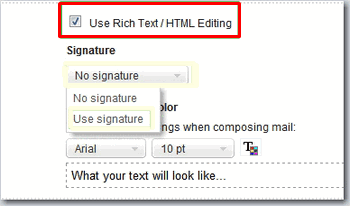 Use Rich Text / HTML Editing
Signature
No signature
No signature
Use signature
olor
ngs when composing mail:
Arial
10 pt
T
What your text will look like...